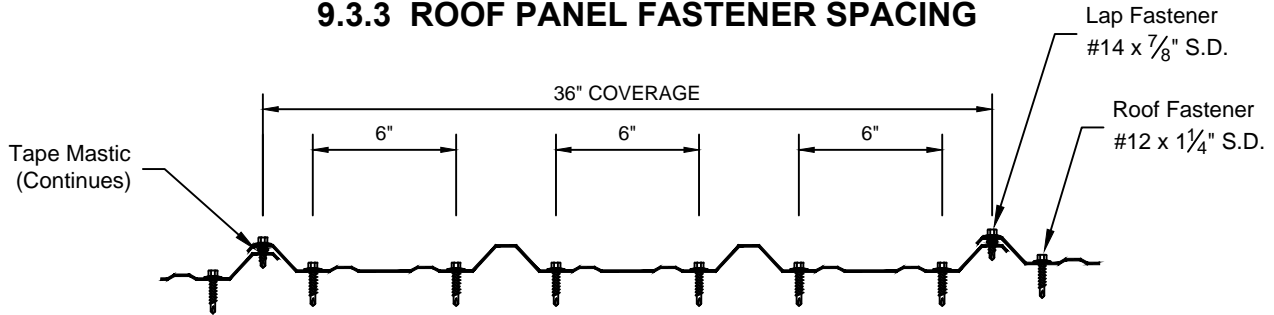 9.3.3 ROOF PANEL FASTENER SPACING
Lap Fastener
#14 x 7/8" S.D.
36" COVERAGE
Roof Fastener
#12 x 1 1/4" S.D.
6"
6"
6"
Tape Mastic
(Continues)